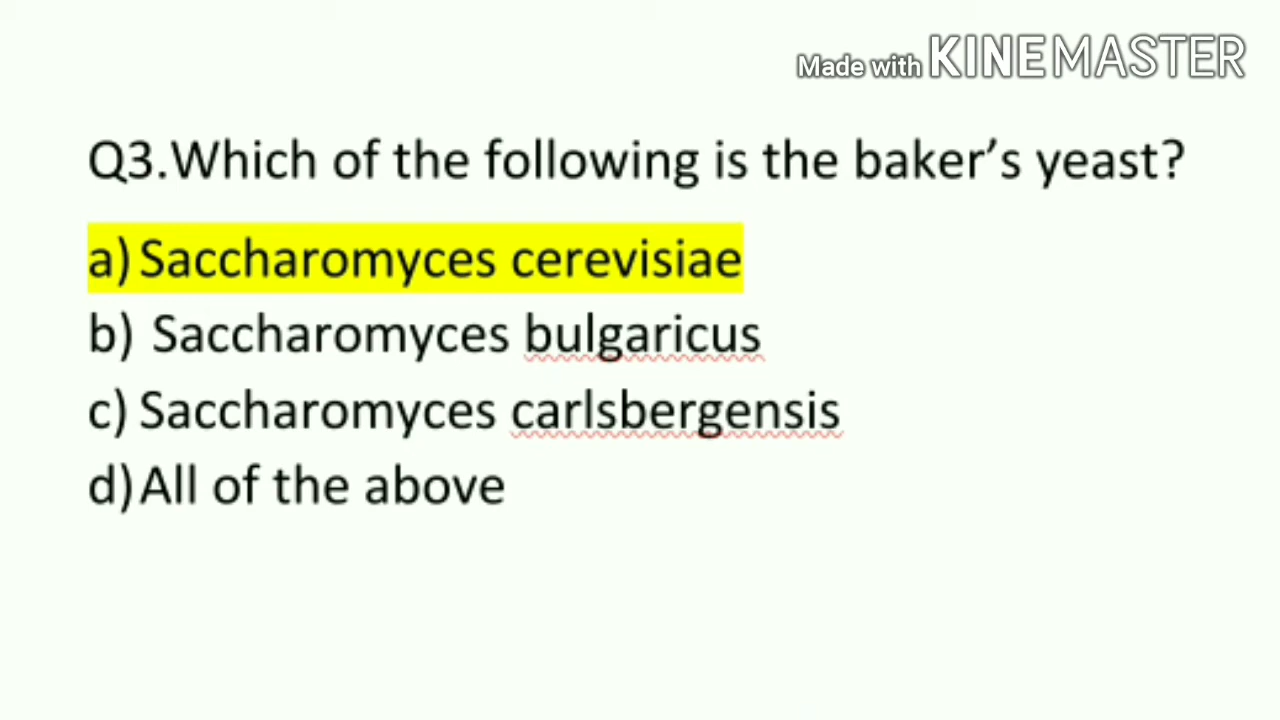 Made with KINEMASTER
Q3.Which of the following is the baker’s yeast?
a) Saccharomyces cerevisiae
b) Saccharomyces bulgaricus
c) Saccharomyces carlsbergensis
d) All of the above